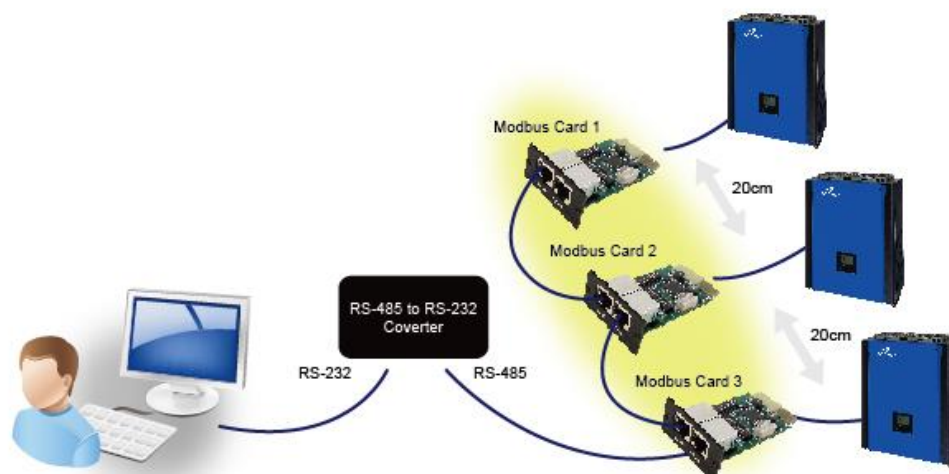 Modbus Card 1
20cm
Modbus Card 2
RS-485 to RS-232
Coverter
20cm
RS-232
RS-485
Modbus Card 3